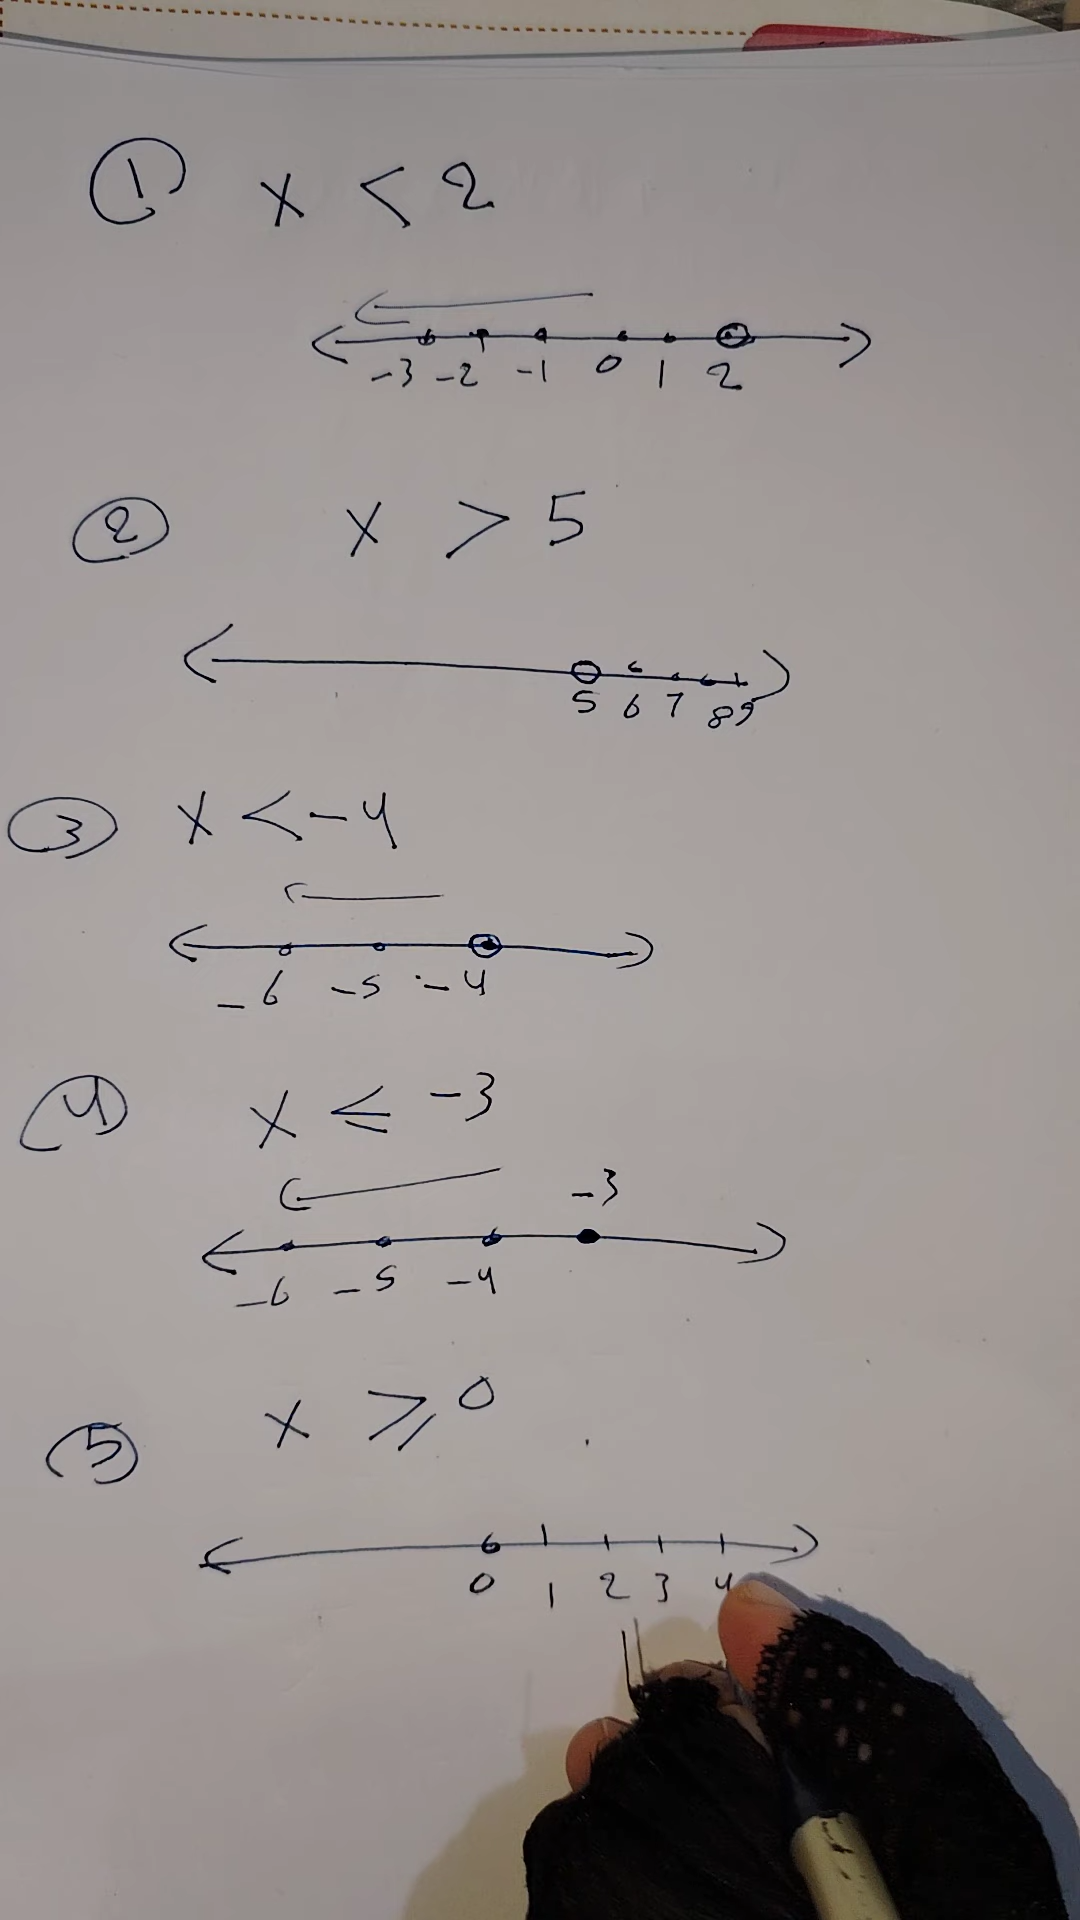 ① x < 2
-3 -2 -1 0 1 2
② x > 5
5 6 7 8 9
③ x < -4
-6 -5 -4
④ x ≤ -3
-3
-6 -5 -4
⑤ x ≥ 0
0 1 2 3 4